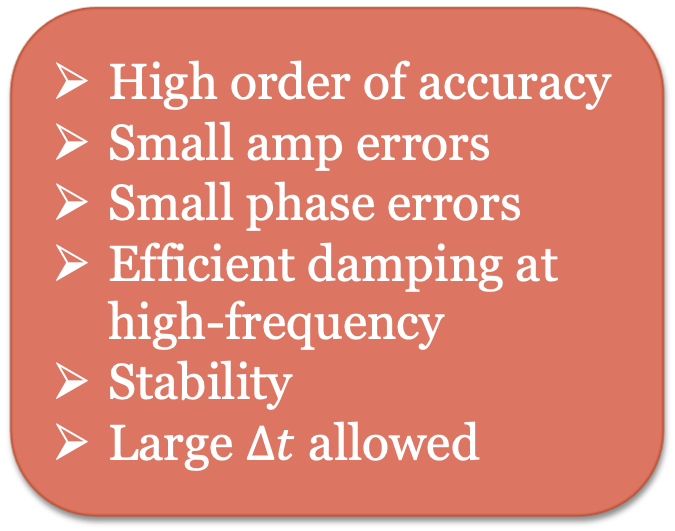 ➢ High order of accuracy
➢ Small amp errors
➢ Small phase errors
➢ Efficient damping at
high-frequency
➢ Stability
➢ Large Δt allowed